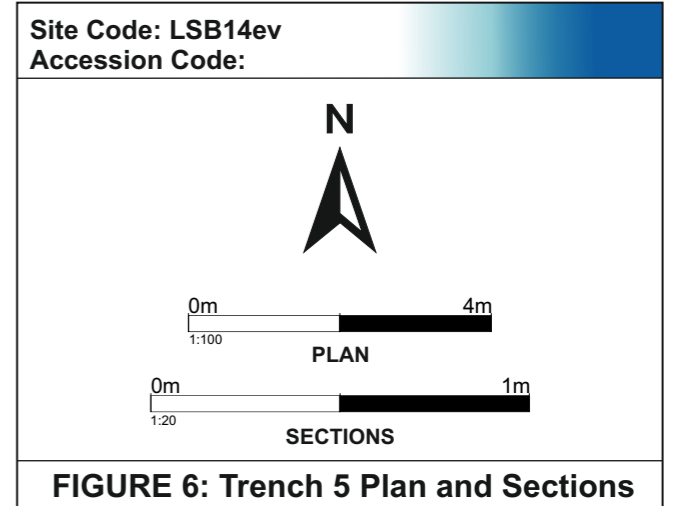 Site Code: LSB14ev
Accession Code:
N
0m 4m
1:100
PLAN
0m 1m
1:20
SECTIONS
FIGURE 6: Trench 5 Plan and Sections